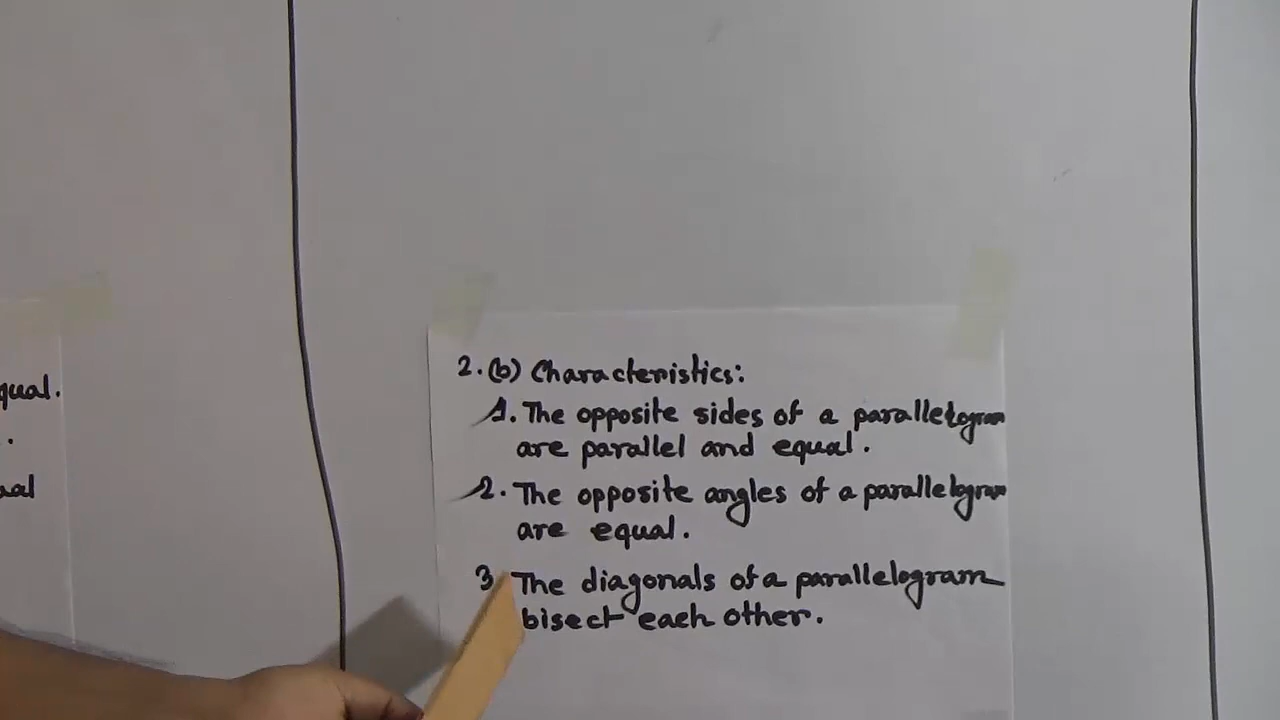 qual.
.
2. (b) Characteristics:
1. The opposite sides of a parallelogram
are parallel and equal.
2. The opposite angles of a parallelogram
are equal.
3. The diagonals of a parallelogram
bisect each other.